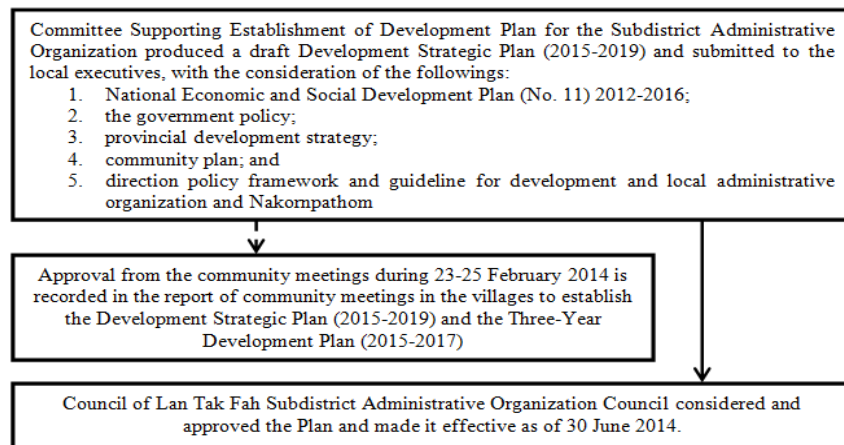 Committee Supporting Establishment of Development Plan for the Subdistrict Administrative
Organization produced a draft Development Strategic Plan (2015-2019) and submitted to the
local executives, with the consideration of the followings:
1. National Economic and Social Development Plan (No. 11) 2012-2016;
2. the government policy;
3. provincial development strategy;
4. community plan; and
5. direction policy framework and guideline for development and local administrative
organization and Nakornpathom
Approval from the community meetings during 23-25 February 2014 is
recorded in the report of community meetings in the villages to establish
the Development Strategic Plan (2015-2019) and the Three-Year
Development Plan (2015-2017)
Council of Lan Tak Fah Subdistrict Administrative Organization Council considered and
approved the Plan and made it effective as of 30 June 2014.